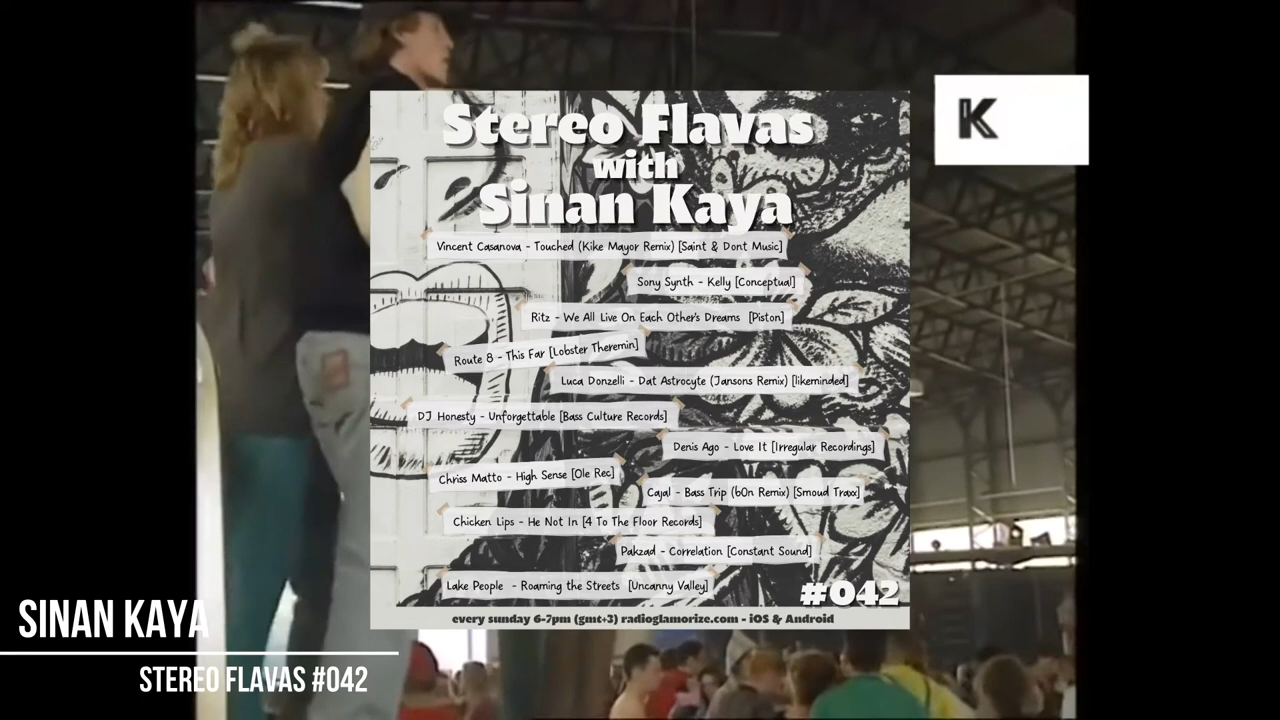 Stereo Flavas
with
Sinan Kaya
K
Vincent Casanova - Touched (Kike Mayor Remix) [Saint & Dont Music]
Sony Synth - Kelly [Conceptual]
Ritz - We All Live On Each Other's Dreams [Piston]
Route 8 - This Far [Lobster Theremin]
Luca Donzelli - Dat Astrocyte (Jansons Remix) [likeminded]
DJ Honesty - Unforgettable [Bass Culture Records]
Denis Ago - Love It [Irregular Recordings]
Chriss Matto - High Sense [Ole Rec]
Cajal - Bass Trip (b0n Remix) [Smoud Traxx]
Chicken Lips - He Not In [4 To The Floor Records]
Pakzad - Correlation [Constant Sound]
Lake People - Roaming the Streets [Uncanny Valley]
#042
every sunday 6-7pm (gmt+3) radioglamorize.com - iOS & Android
SINAN KAYA
STEREO FLAVAS #042